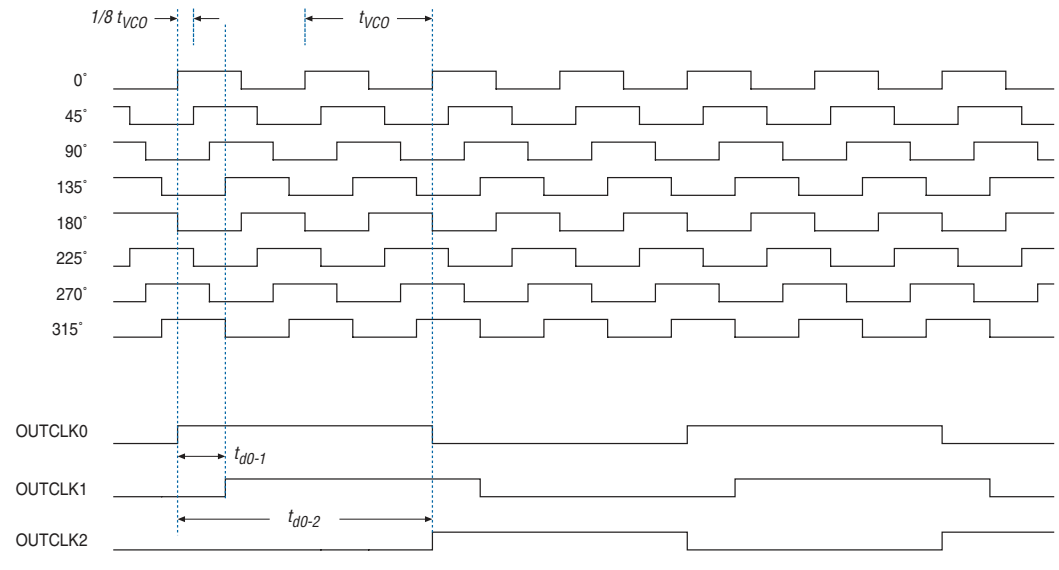 1/8 tVCO
tVCO
0°
45°
90°
135°
180°
225°
270°
315°
OUTCLK0
td0-1
OUTCLK1
td0-2
OUTCLK2